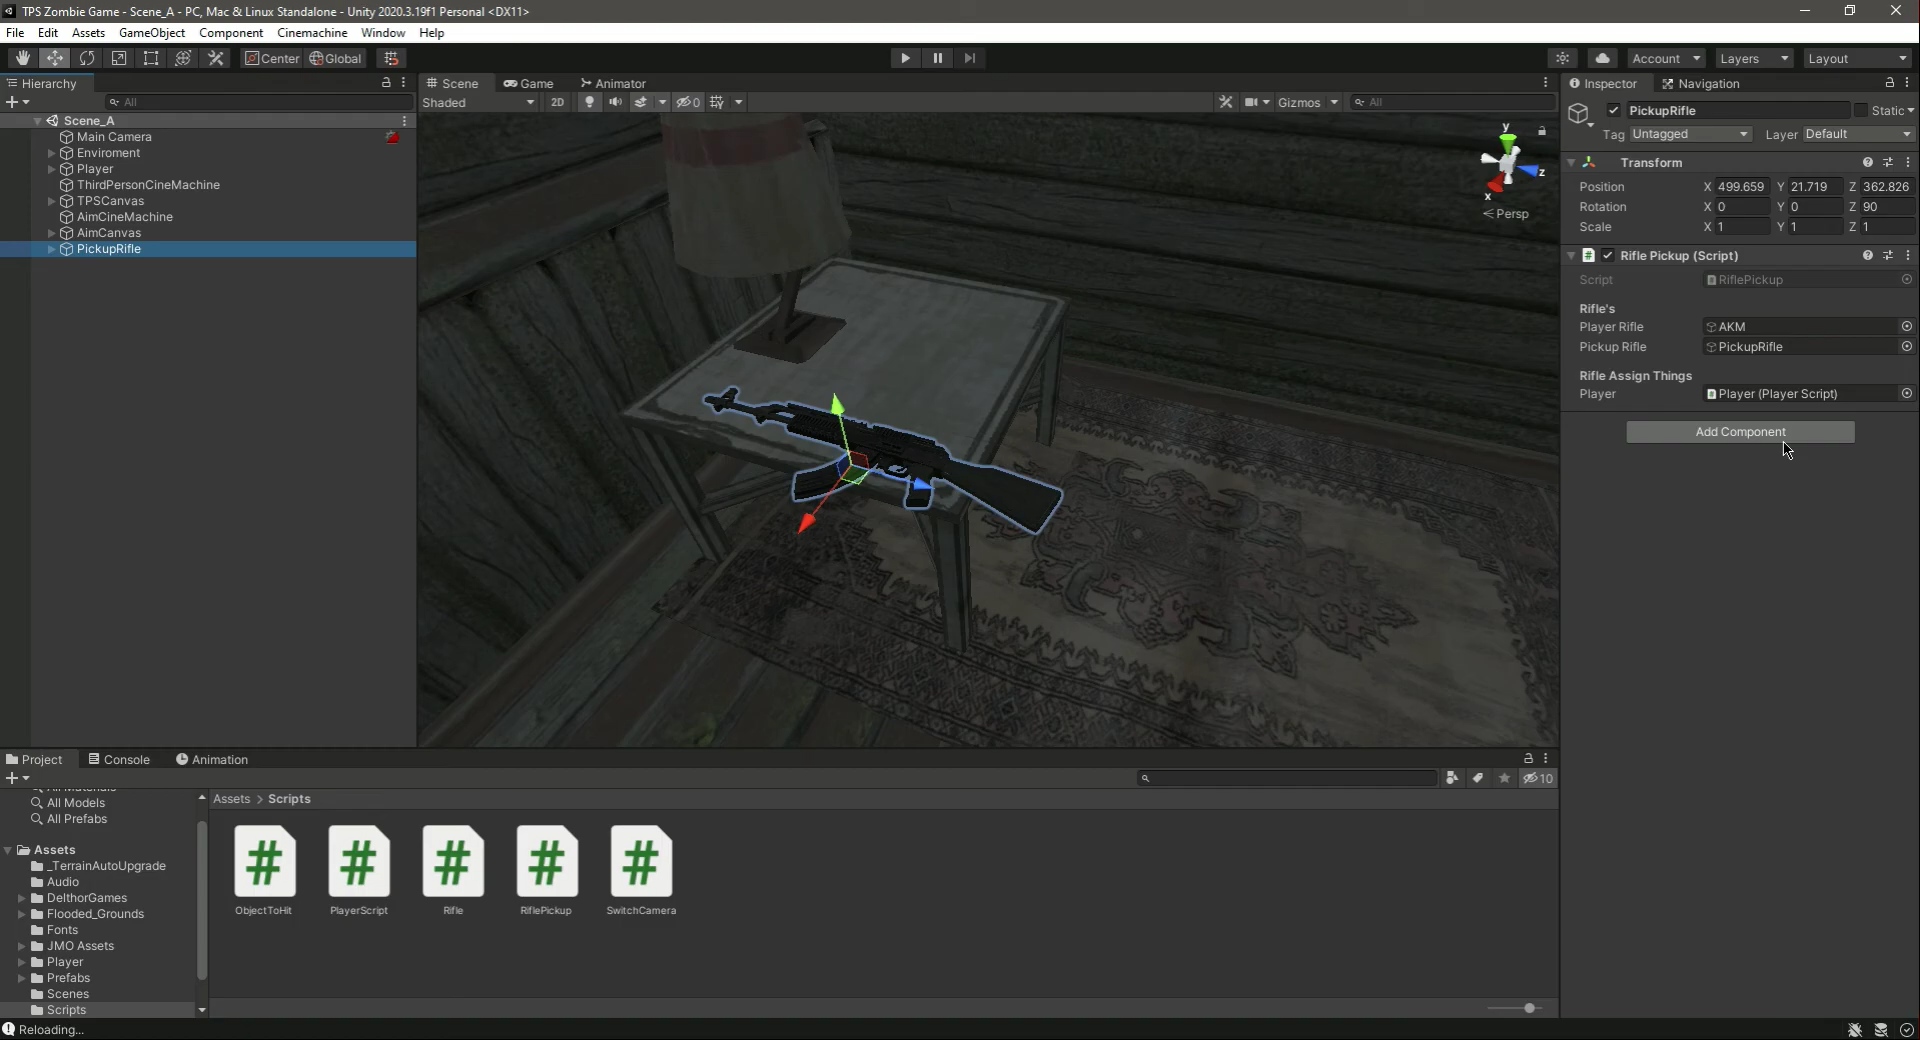 TPS Zombie Game - Scene_A - PC, Mac & Linux Standalone - Unity 2020.3.19f1 Personal <DX11>
File Edit Assets GameObject Component Cinemachine Window Help
Center Global Account Layers Layout
Hierarchy
All
Scene_A
Main Camera
Enviroment
Player
ThirdPersonCineMachine
TPSCanvas
AimCineMachine
AimCanvas
PickupRifle
Scene Game Animator
Shaded 2D 0 Gizmos All
y
z
x
Persp
Inspector Navigation
PickupRifle Static
Tag Untagged Layer Default
Transform
Position X 499.659 Y 21.719 Z 362.826
Rotation X 0 Y 0 Z 90
Scale X 1 Y 1 Z 1
Rifle Pickup (Script)
Script RiflePickup
Rifle's
Player Rifle AKM
Pickup Rifle PickupRifle
Rifle Assign Things
Player Player (Player Script)
Add Component
Project Console Animation
10
All Materials
All Models
All Prefabs
Assets
_TerrainAutoUpgrade
Audio
DelthorGames
Flooded_Grounds
Fonts
JMO Assets
Player
Prefabs
Scenes
Scripts
Assets > Scripts
ObjectToHit PlayerScript Rifle RiflePickup SwitchCamera
Reloading...